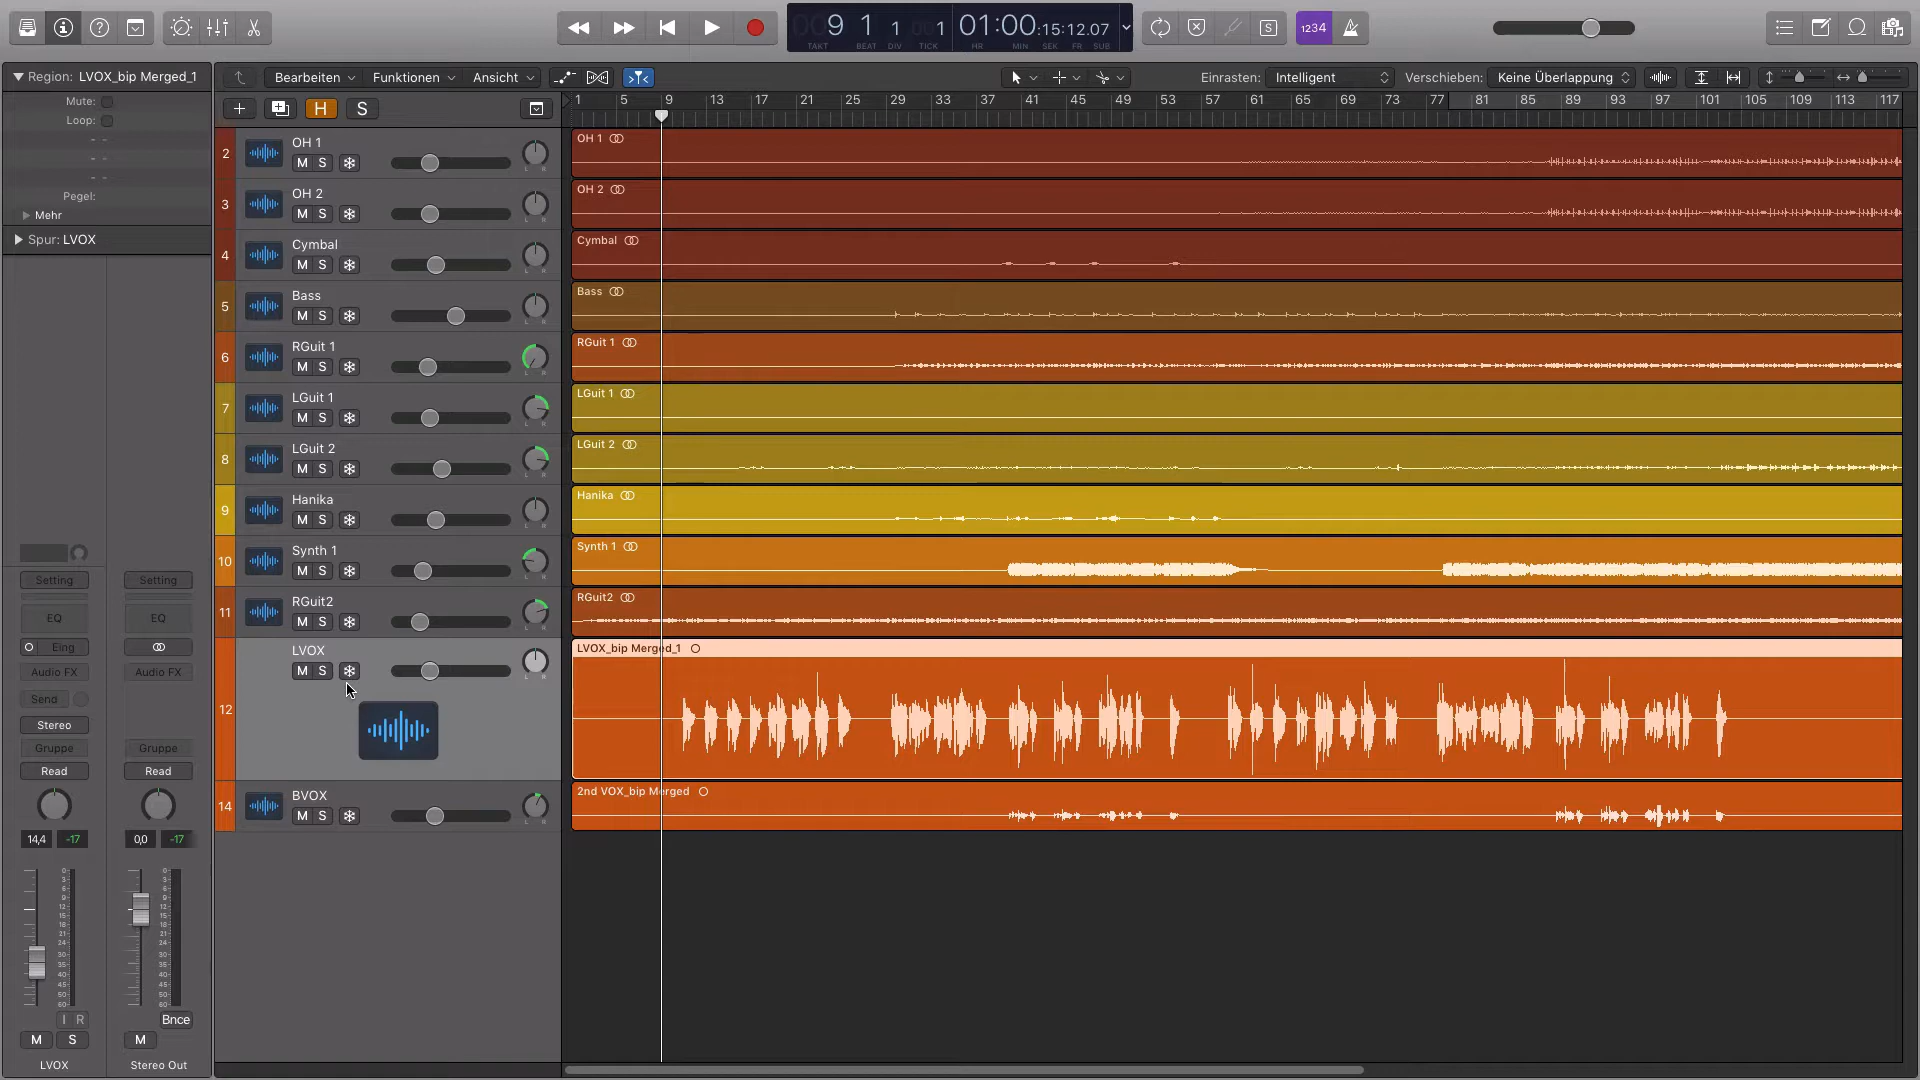 9 1 1 1
TAKT BEAT DIV TICK
01:00:15:12.07
HR MIN SEK FR SUB
1234
S
Region: LVOX_bip Merged_1
Mute:
Loop:
Pegel:
Mehr
Spur: LVOX
Bearbeiten Funktionen Ansicht
Einrasten: Intelligent
Verschieben: Keine Überlappung
H S
1 5 9 13 17 21 25 29 33 37 41 45 49 53 57 61 65 69 73 77 81 85 89 93 97 101 105 109 113 117
2 OH 1
M S
OH 1
3 OH 2
M S
OH 2
4 Cymbal
M S
Cymbal
5 Bass
M S
Bass
6 RGuit 1
M S
RGuit 1
7 LGuit 1
M S
LGuit 1
8 LGuit 2
M S
LGuit 2
9 Hanika
M S
Hanika
10 Synth 1
M S
Synth 1
11 RGuit2
M S
RGuit2
12 LVOX
M S
LVOX_bip Merged_1
14 BVOX
M S
2nd VOX_bip Merged
Setting Setting
EQ EQ
Eing
Audio FX Audio FX
Send
Stereo
Gruppe Gruppe
Read Read
14,4 -17 0,0 -17
I R
Bnce
M S M
LVOX Stereo Out